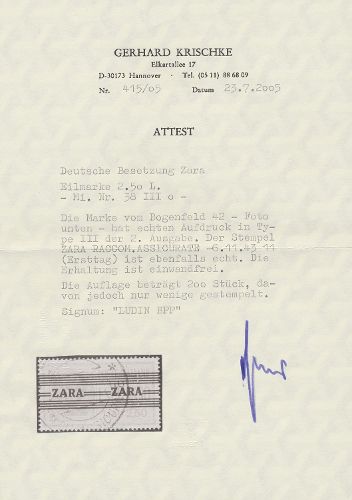 GERHARD KRISCHKE
Elkartallee 17
D-30173 Hannover · Tel. (05 11) 88 68 09
Nr. 415/05 Datum 23.7.2005
ATTEST
Deutsche Besetzung Zara
Eilmarke 2.50 L.
- Mi. Nr. 38 III o -
Die Marke vom Bogenfeld 42 - Foto
unten - hat echten Aufdruck in Ty-
pe III der 2. Ausgabe. Der Stempel
ZARA RACCOM.ASSICURATE -6.11.43 11
(Ersttag) ist ebenfalls echt. Die
Erhaltung ist einwandfrei.
Die Auflage beträgt 200 Stück, da-
von jedoch nur wenige gestempelt.
Signum: "LUDIN BPP"
ZARA ZARA